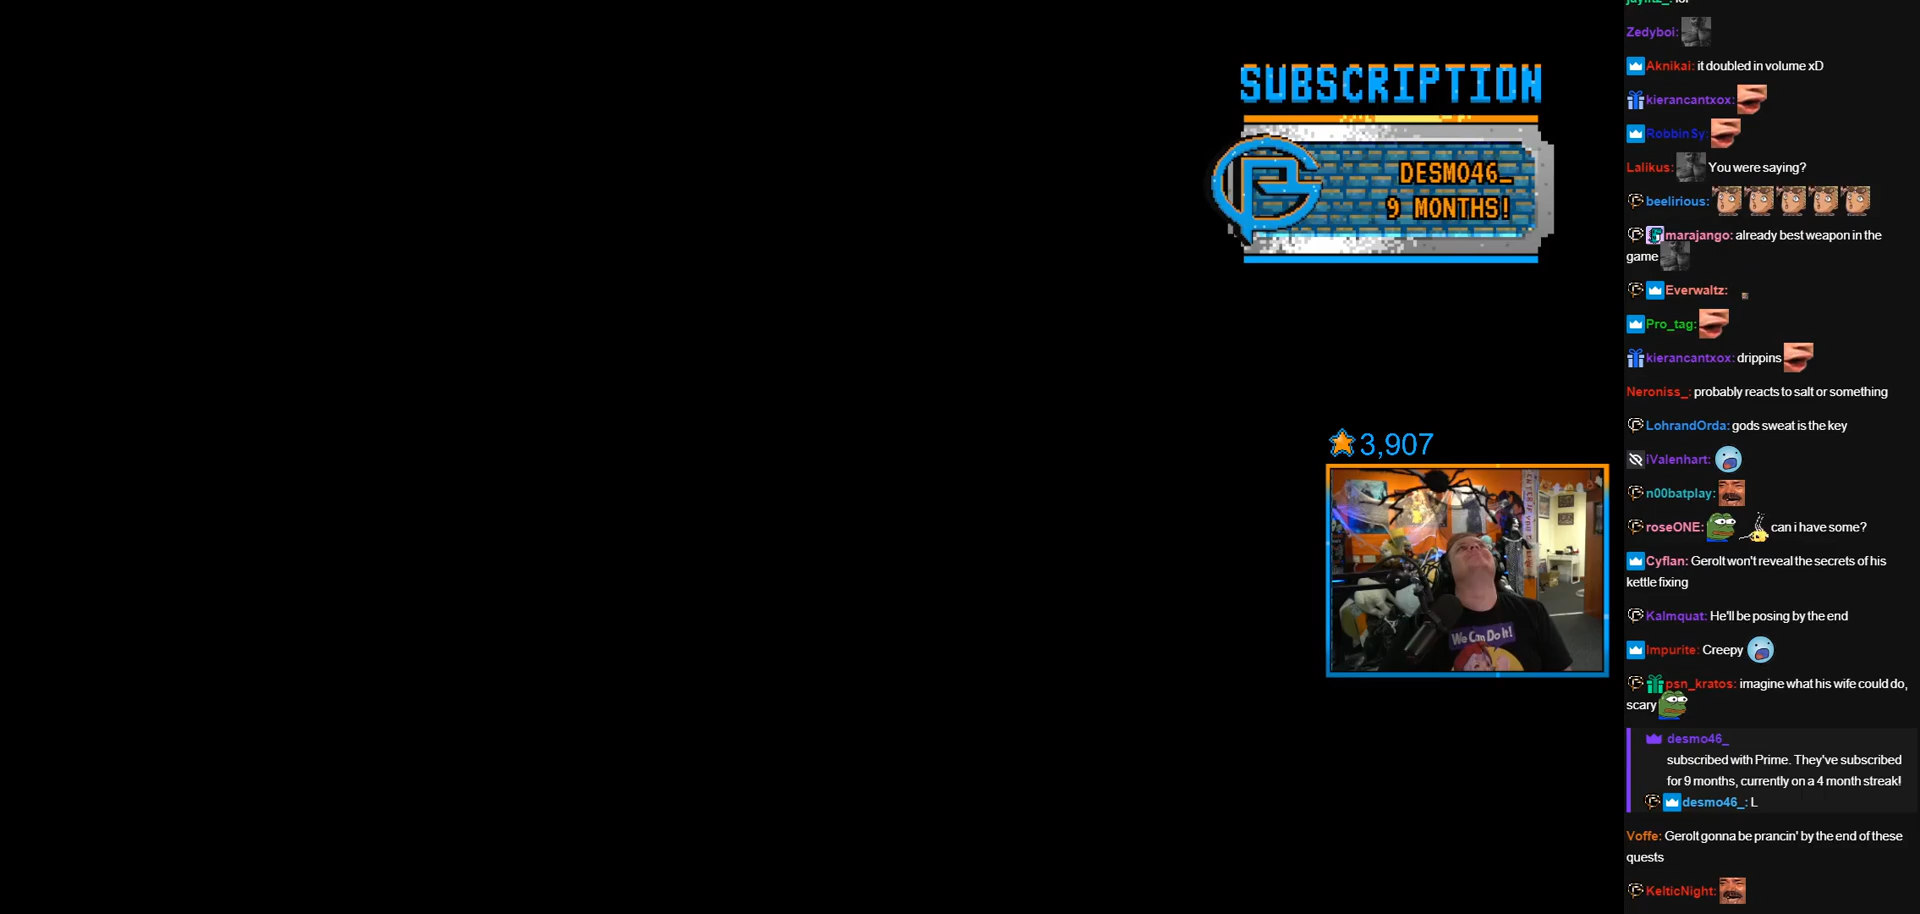 SUBSCRIPTION
DESMO46_
9 MONTHS!
3,907
We Can Do It!
Zedyboi:
Aknikai: it doubled in volume xD
kierancantxox:
RobbinSy:
Lalikus: You were saying?
beelirious:
marajango: already best weapon in the
game
Everwaltz:
Pro_tag:
kierancantxox: drippins
Neroniss_: probably reacts to salt or something
LohrandOrda: gods sweat is the key
iValenhart:
n00batplay:
roseONE: can i have some?
Cyflan: Gerolt won't reveal the secrets of his
kettle fixing
Kalmquat: He'll be posing by the end
Impurite: Creepy
psn_kratos: imagine what his wife could do,
scary
desmo46_
subscribed with Prime. They've subscribed
for 9 months, currently on a 4 month streak!
desmo46_: L
Voffe: Gerolt gonna be prancin' by the end of these
quests
KelticNight: